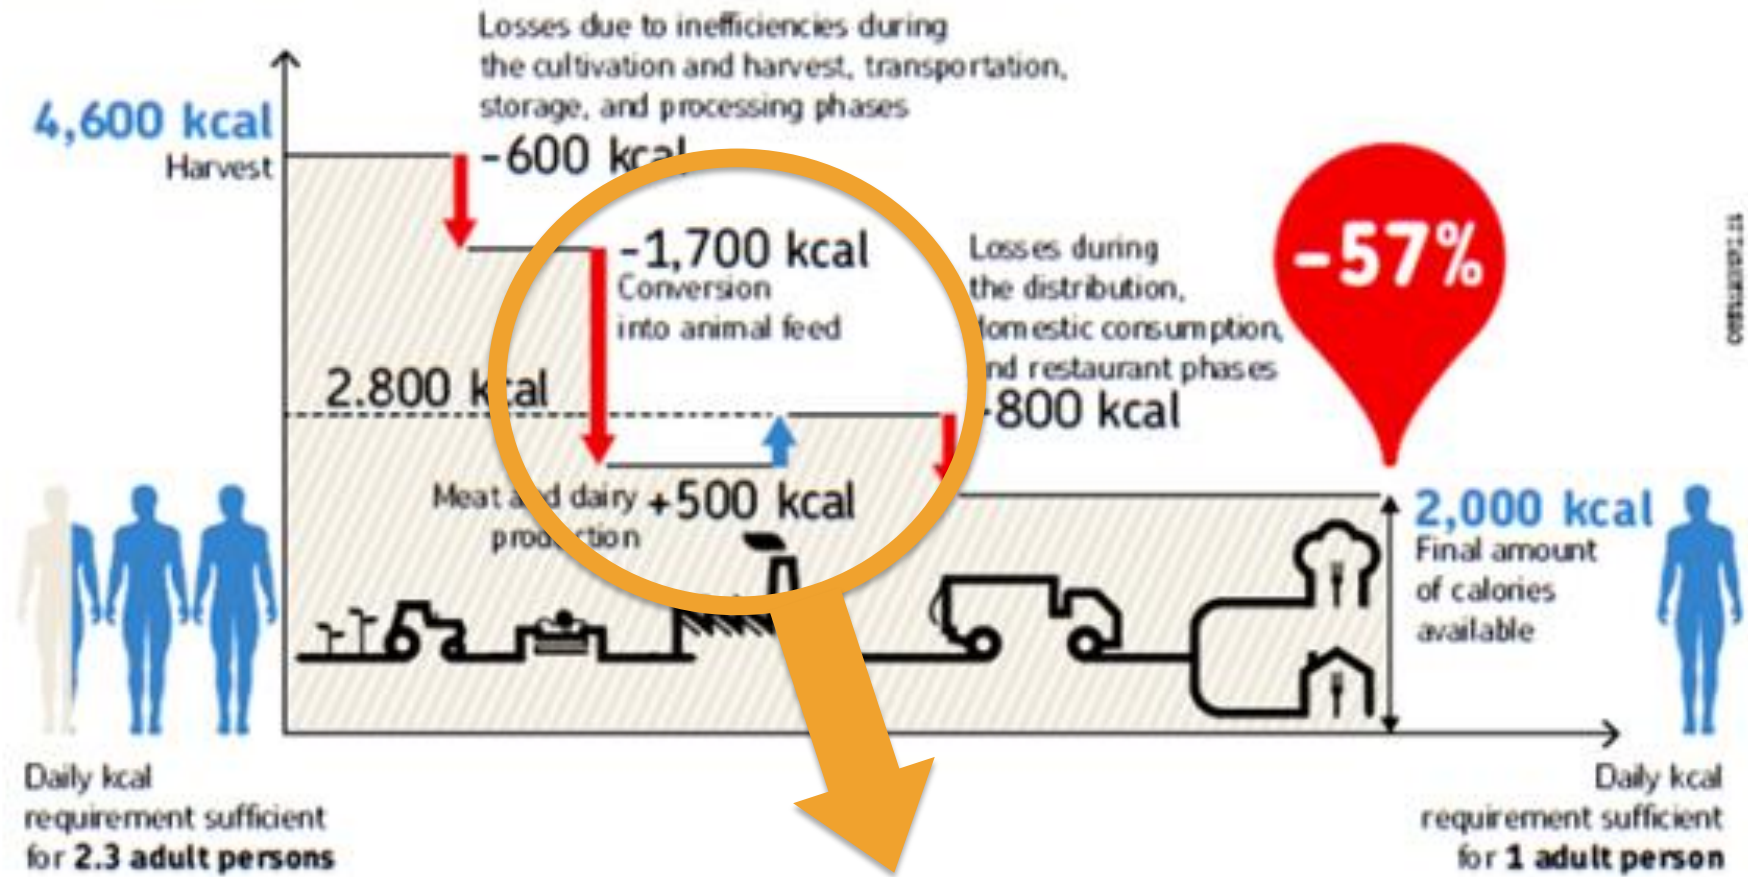 Losses due to inefficiencies during
the cultivation and harvest, transportation,
storage, and processing phases
-600 kcal
4,600 kcal
Harvest
-1,700 kcal
Conversion
into animal feed
Losses during
the distribution,
domestic consumption,
and restaurant phases
-800 kcal
-57%
2.800 kcal
Meat and dairy
production
+500 kcal
2,000 kcal
Final amount
of calories
available
Daily kcal
requirement sufficient
for 2.3 adult persons
Daily kcal
requirement sufficient
for 1 adult person